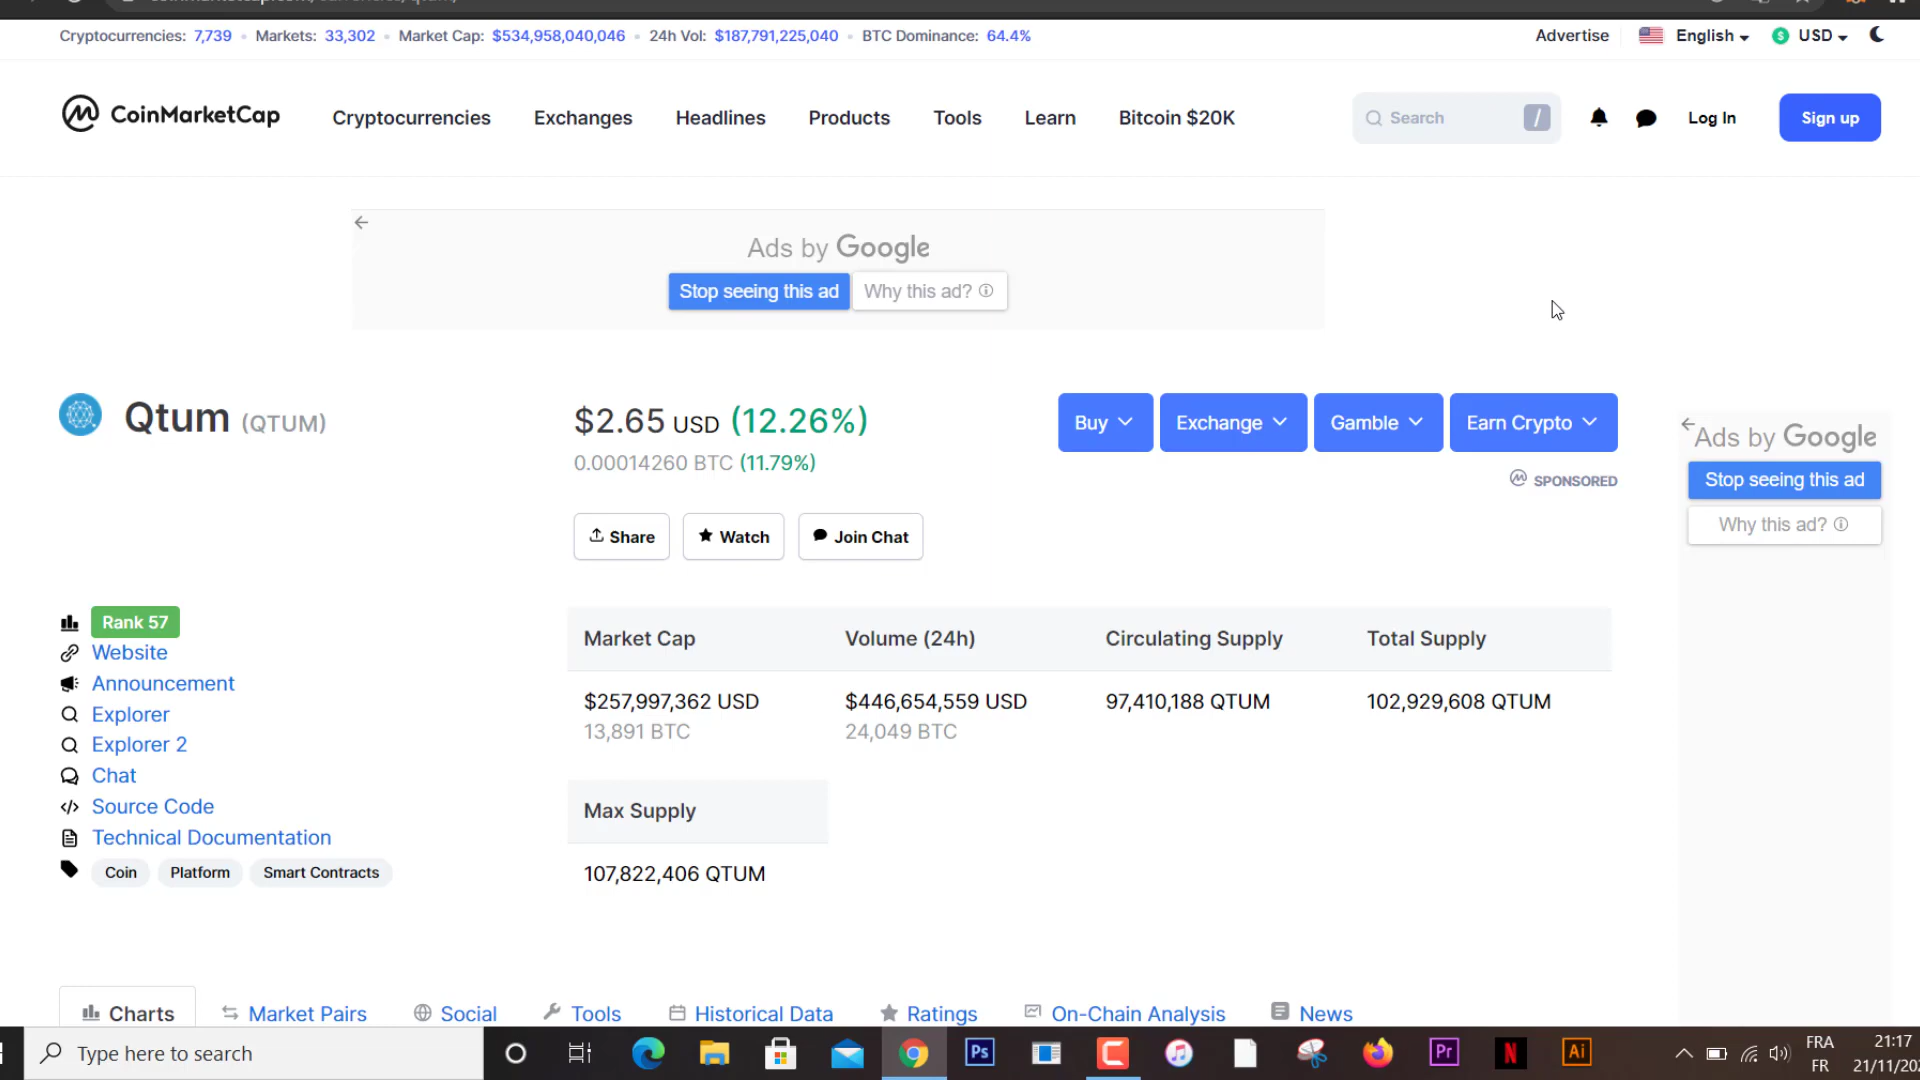 Cryptocurrencies: 7,739 • Markets: 33,302 • Market Cap: $534,958,040,046 • 24h Vol: $187,791,225,040 • BTC Dominance: 64.4%
Advertise English USD
CoinMarketCap Cryptocurrencies Exchanges Headlines Products Tools Learn Bitcoin $20K Search / Log In Sign up
Ads by Google
Stop seeing this ad Why this ad?
Qtum (QTUM)
$2.65 USD (12.26%)
0.00014260 BTC (11.79%)
Buy Exchange Gamble Earn Crypto
SPONSORED
Share Watch Join Chat
Ads by Google
Stop seeing this ad
Why this ad?
Rank 57
Website
Announcement
Explorer
Explorer 2
Chat
Source Code
Technical Documentation
Coin Platform Smart Contracts
Market Cap Volume (24h) Circulating Supply Total Supply
$257,997,362 USD $446,654,559 USD 97,410,188 QTUM 102,929,608 QTUM
13,891 BTC 24,049 BTC
Max Supply
107,822,406 QTUM
Charts Market Pairs Social Tools Historical Data Ratings On-Chain Analysis News
Type here to search
Ps Pr N Ai
FRA 21:17
FR 21/11/202